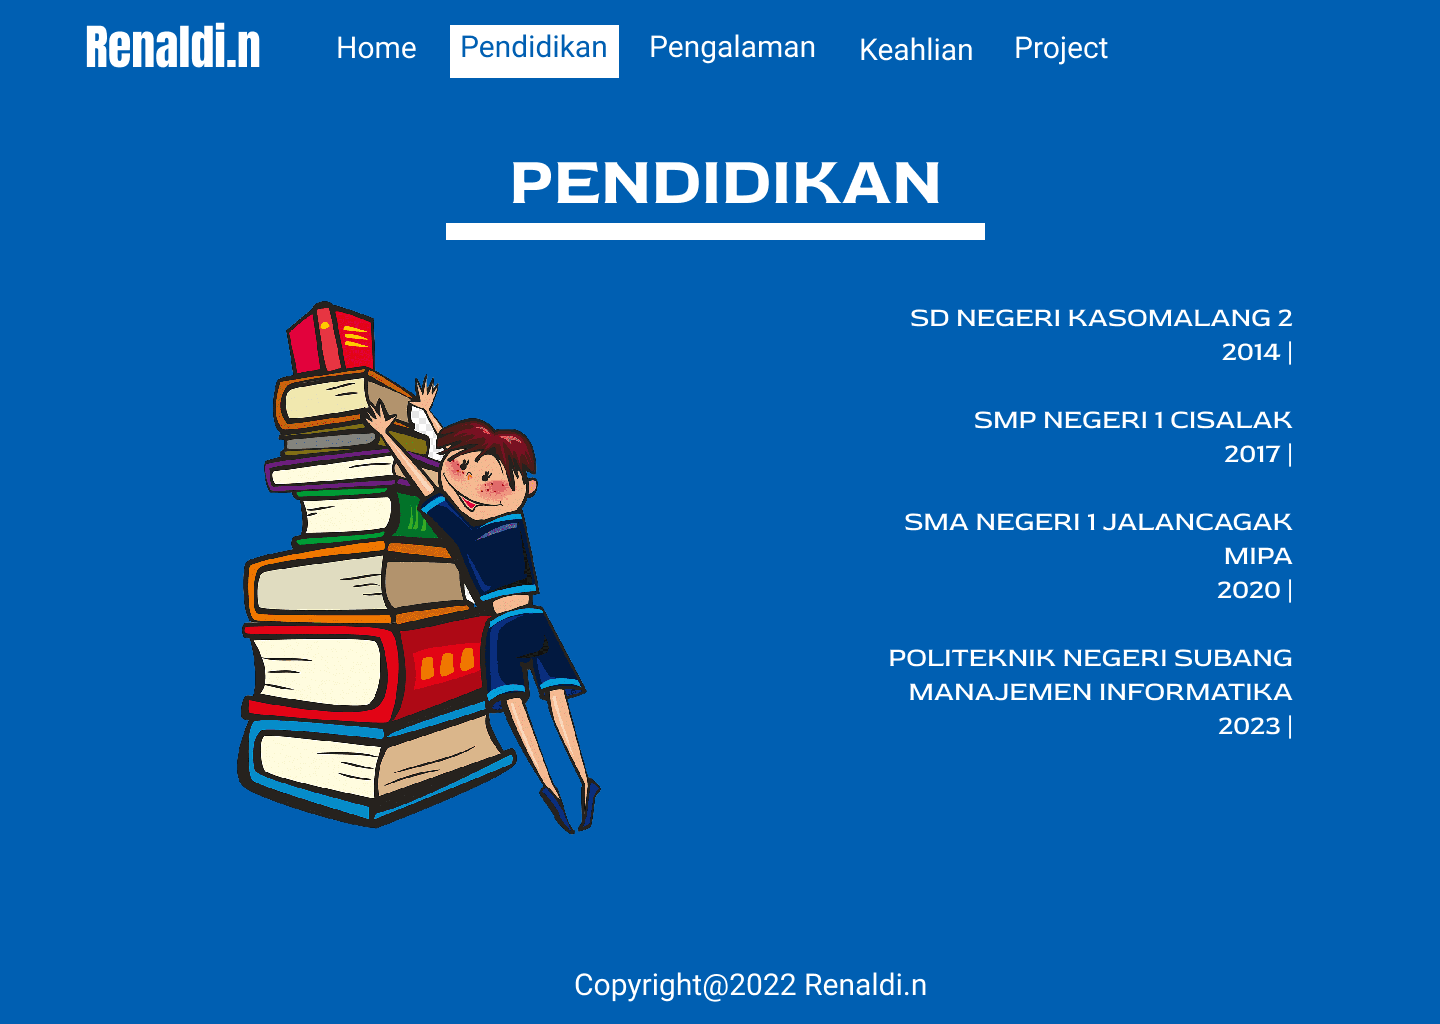 Renaldi.n
Home
Pendidikan
Pengalaman
Keahlian
Project
PENDIDIKAN
SD NEGERI KASOMALANG 2
2014 |
SMP NEGERI 1 CISALAK
2017 |
SMA NEGERI 1 JALANCAGAK
MIPA
2020 |
POLITEKNIK NEGERI SUBANG
MANAJEMEN INFORMATIKA
2023 |
Copyright@2022 Renaldi.n